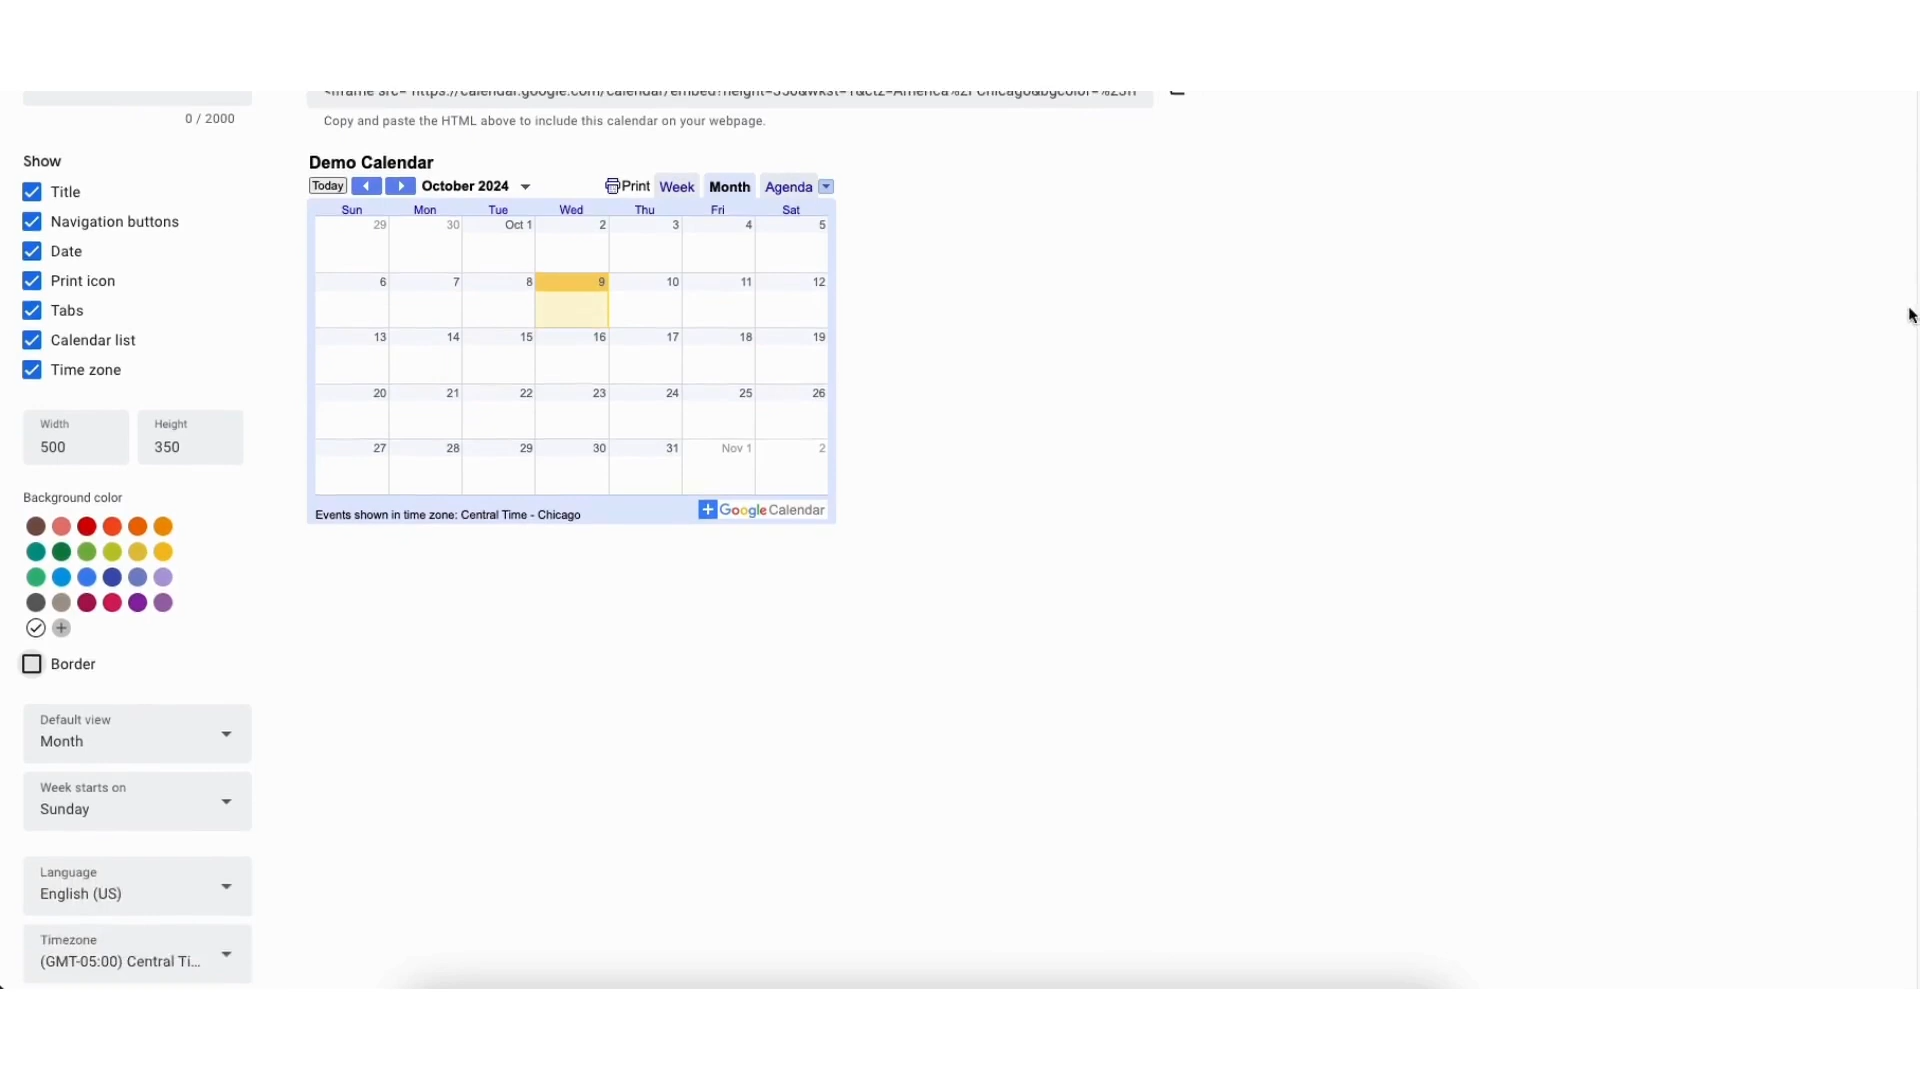 0 / 2000
Copy and paste the HTML above to include this calendar on your webpage.
Show
Title
Navigation buttons
Date
Print icon
Tabs
Calendar list
Time zone
Width
500
Height
350
Background color
Border
Default view
Month
Week starts on
Sunday
Language
English (US)
Timezone
(GMT-05:00) Central Ti...
Demo Calendar
Today October 2024 Print Week Month Agenda
Sun Mon Tue Wed Thu Fri Sat
29 30 Oct 1 2 3 4 5
6 7 8 9 10 11 12
13 14 15 16 17 18 19
20 21 22 23 24 25 26
27 28 29 30 31 Nov 1 2
Events shown in time zone: Central Time - Chicago
Google Calendar